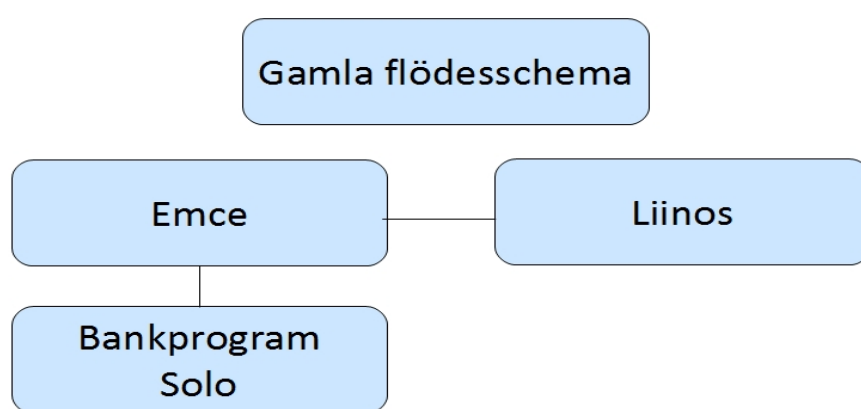 Gamla flödesschema
Emce
Liinos
Bankprogram
Solo